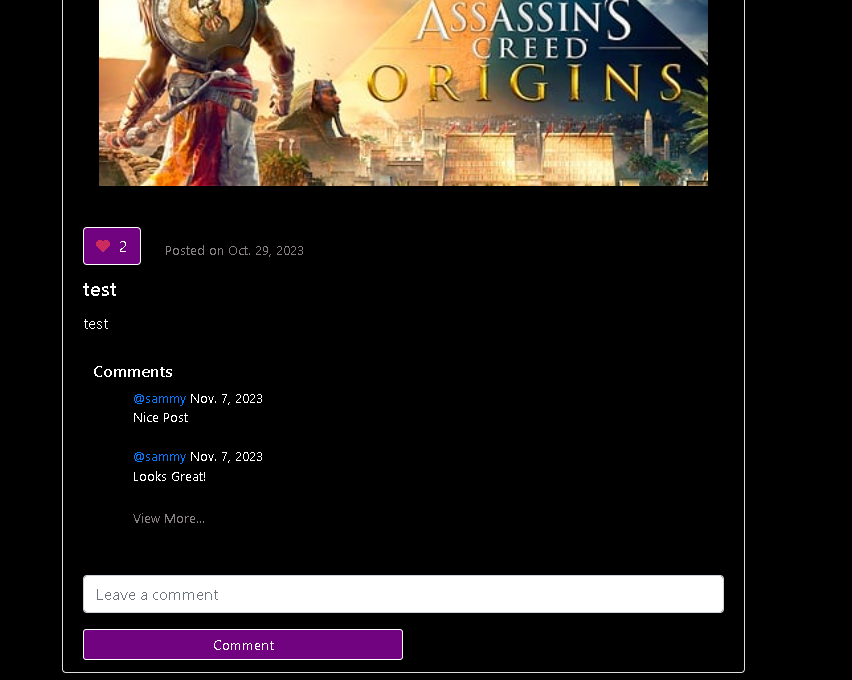 ASSASSIN'S
CREED
ORIGINS
2
Posted on Oct. 29, 2023
test
test
Comments
@sammy Nov. 7, 2023
Nice Post
@sammy Nov. 7, 2023
Looks Great!
View More...
Leave a comment
Comment